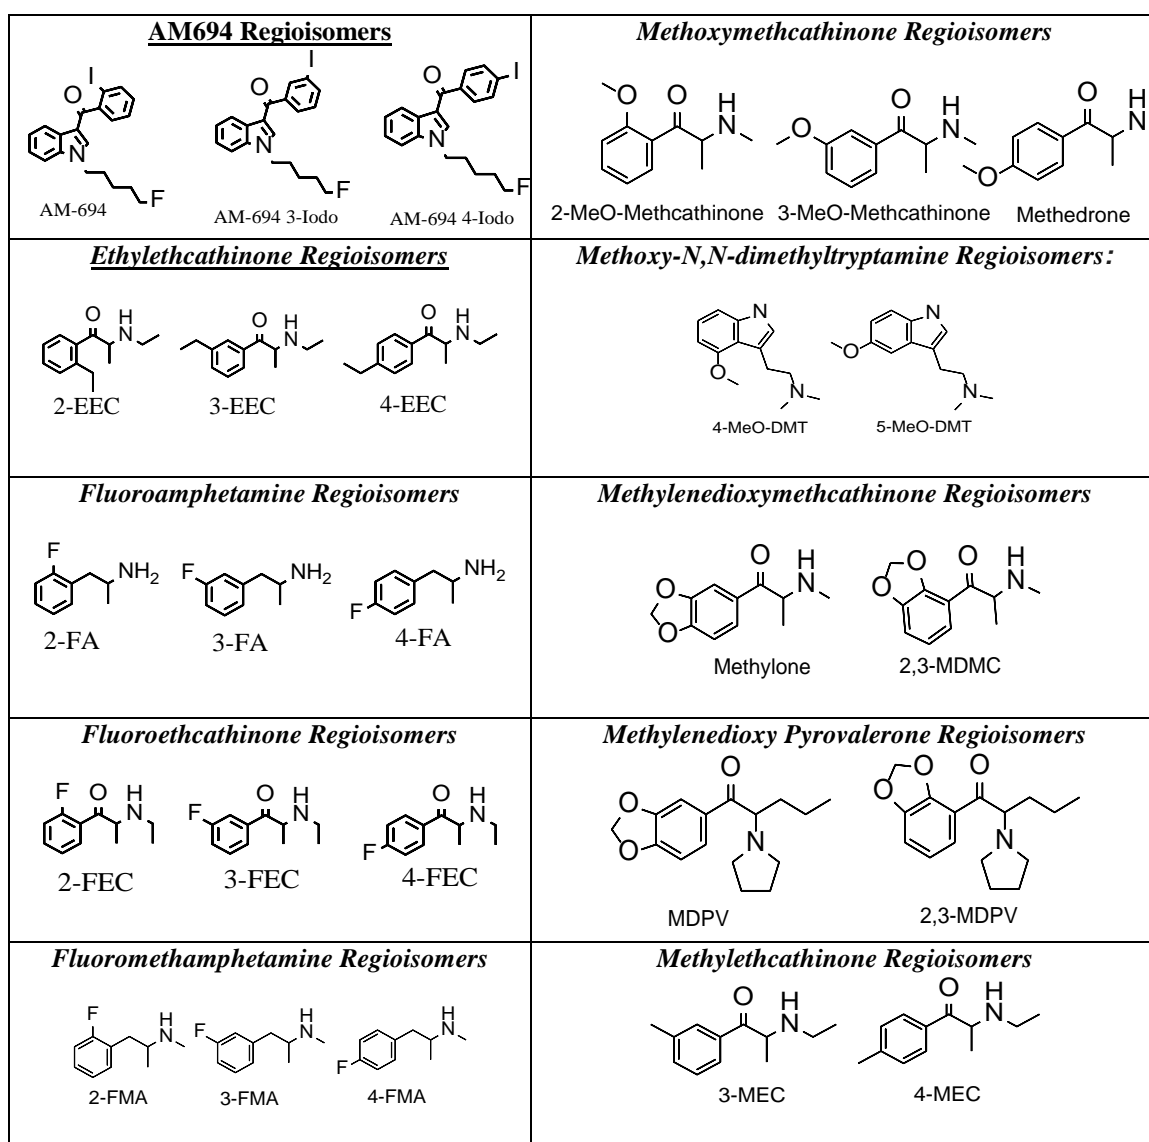 AM694 Regioisomers
I
O
N
F
AM-694
I
O
N
F
AM-694 3-Iodo
O
I
N
F
AM-694 4-Iodo
Methoxymethcathinone Regioisomers
O
O
H
N
2-MeO-Methcathinone
O
O
H
N
3-MeO-Methcathinone
O
O
H
N
Methedrone
Ethylethcathinone Regioisomers
O
H
N
2-EEC
O
H
N
3-EEC
O
H
N
4-EEC
Methoxy-N,N-dimethyltryptamine Regioisomers:
N
O
N
4-MeO-DMT
N
O
N
5-MeO-DMT
Fluoroamphetamine Regioisomers
F
NH2
2-FA
F
NH2
3-FA
F
NH2
4-FA
Methylenedioxymethcathinone Regioisomers
O
O
O
H
N
Methylone
O
O
O
H
N
2,3-MDMC
Fluoroethcathinone Regioisomers
F
O
H
N
2-FEC
F
O
H
N
3-FEC
F
O
H
N
4-FEC
Methylenedioxy Pyrovalerone Regioisomers
O
O
O
N
MDPV
O
O
O
N
2,3-MDPV
Fluoromethamphetamine Regioisomers
F
H
N
2-FMA
F
H
N
3-FMA
F
H
N
4-FMA
Methylethcathinone Regioisomers
O
H
N
3-MEC
O
H
N
4-MEC